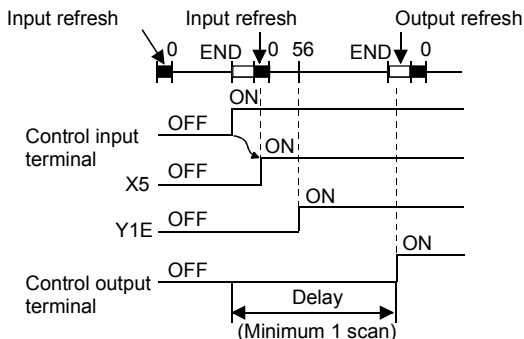 Input refresh Input refresh Output refresh
0 END 0 56 END 0
ON
OFF
Control input
terminal
ON
OFF
X5
ON
OFF
Y1E
ON
OFF
Control output
terminal
Delay
(Minimum 1 scan)